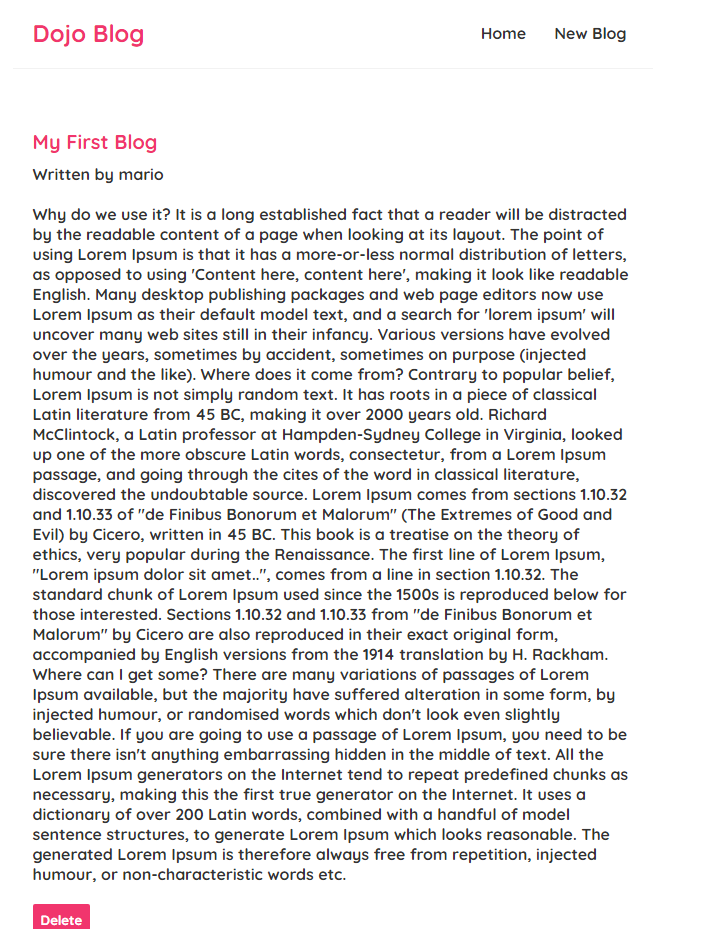 Dojo Blog
Home New Blog
My First Blog
Written by mario
Why do we use it? It is a long established fact that a reader will be distracted
by the readable content of a page when looking at its layout. The point of
using Lorem Ipsum is that it has a more-or-less normal distribution of letters,
as opposed to using 'Content here, content here', making it look like readable
English. Many desktop publishing packages and web page editors now use
Lorem Ipsum as their default model text, and a search for 'lorem ipsum' will
uncover many web sites still in their infancy. Various versions have evolved
over the years, sometimes by accident, sometimes on purpose (injected
humour and the like). Where does it come from? Contrary to popular belief,
Lorem Ipsum is not simply random text. It has roots in a piece of classical
Latin literature from 45 BC, making it over 2000 years old. Richard
McClintock, a Latin professor at Hampden-Sydney College in Virginia, looked
up one of the more obscure Latin words, consectetur, from a Lorem Ipsum
passage, and going through the cites of the word in classical literature,
discovered the undoubtable source. Lorem Ipsum comes from sections 1.10.32
and 1.10.33 of "de Finibus Bonorum et Malorum" (The Extremes of Good and
Evil) by Cicero, written in 45 BC. This book is a treatise on the theory of
ethics, very popular during the Renaissance. The first line of Lorem Ipsum,
"Lorem ipsum dolor sit amet..", comes from a line in section 1.10.32. The
standard chunk of Lorem Ipsum used since the 1500s is reproduced below for
those interested. Sections 1.10.32 and 1.10.33 from "de Finibus Bonorum et
Malorum" by Cicero are also reproduced in their exact original form,
accompanied by English versions from the 1914 translation by H. Rackham.
Where can I get some? There are many variations of passages of Lorem
Ipsum available, but the majority have suffered alteration in some form, by
injected humour, or randomised words which don't look even slightly
believable. If you are going to use a passage of Lorem Ipsum, you need to be
sure there isn't anything embarrassing hidden in the middle of text. All the
Lorem Ipsum generators on the Internet tend to repeat predefined chunks as
necessary, making this the first true generator on the Internet. It uses a
dictionary of over 200 Latin words, combined with a handful of model
sentence structures, to generate Lorem Ipsum which looks reasonable. The
generated Lorem Ipsum is therefore always free from repetition, injected
humour, or non-characteristic words etc.
Delete